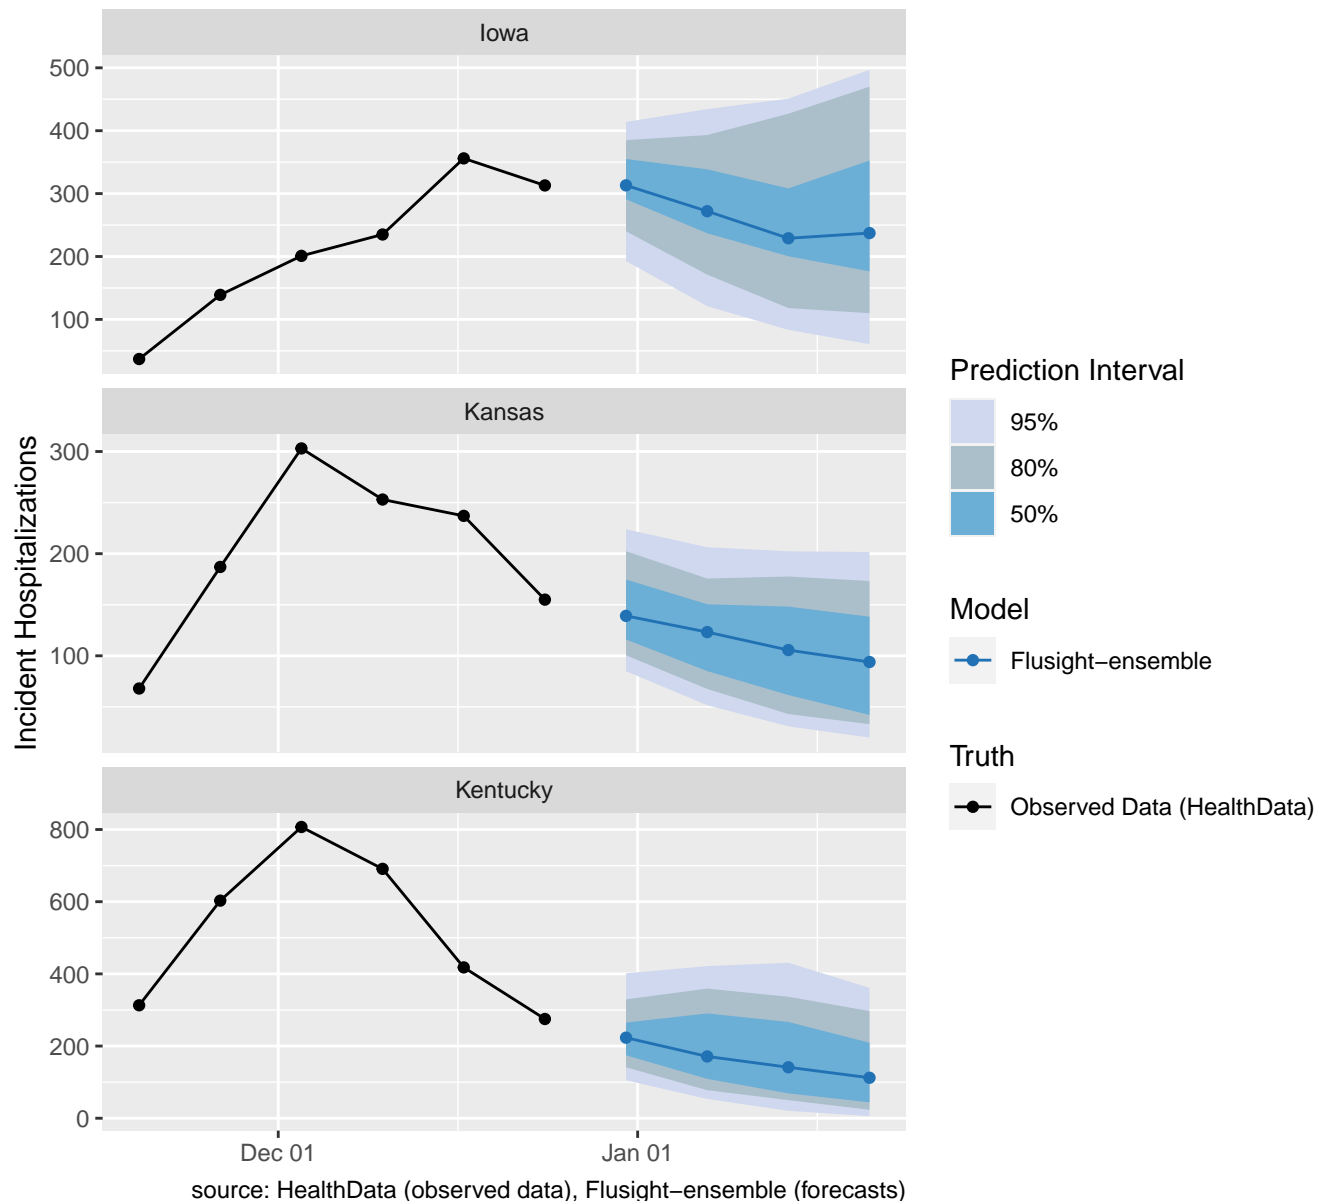 Iowa
500
400
300
200
100
Kansas
300
200
100
Kentucky
800
600
400
200
0
Dec 01
Jan 01
Incident Hospitalizations
source: HealthData (observed data), Flusight−ensemble (forecasts)
Prediction Interval
95%
80%
50%
Model
Flusight−ensemble
Truth
Observed Data (HealthData)